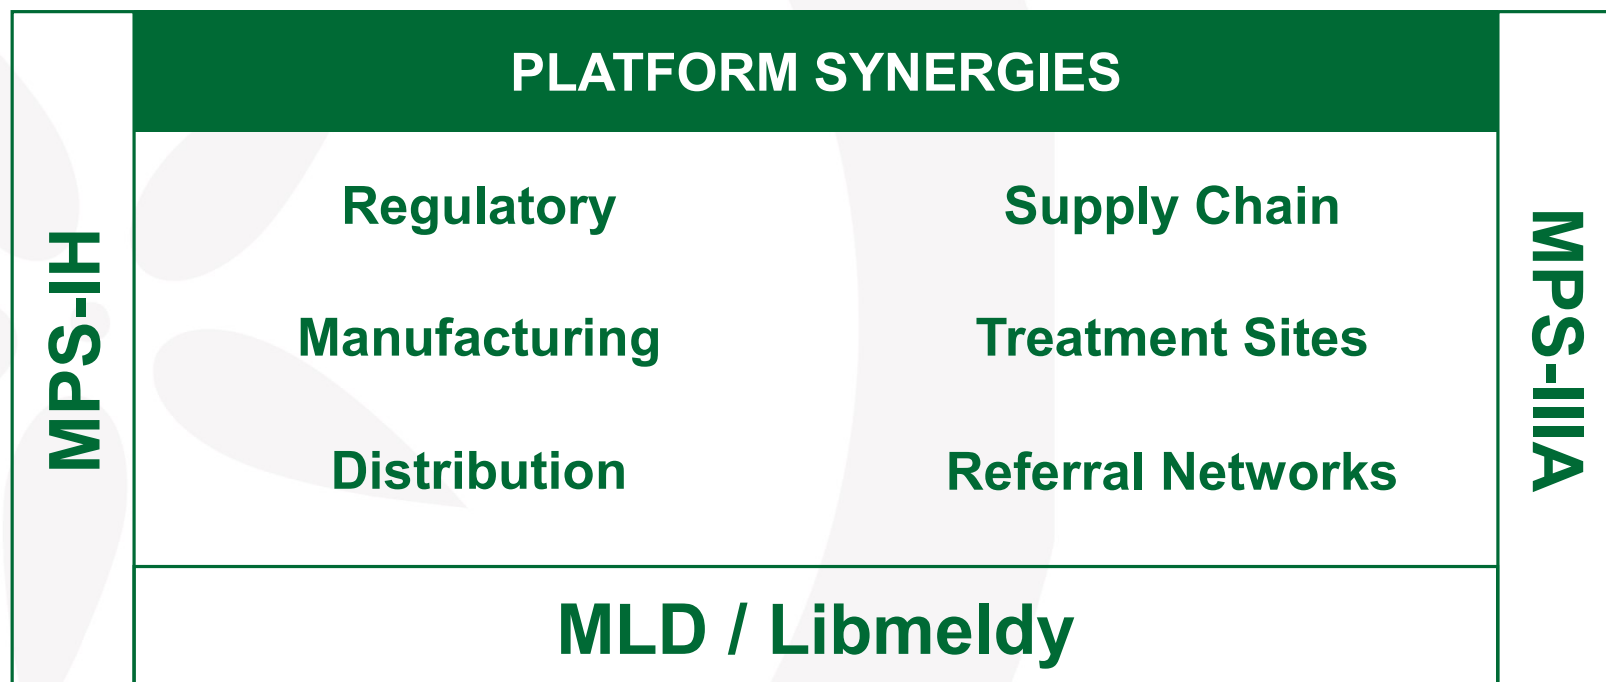 PLATFORM SYNERGIES
MPS-IH
Regulatory
Supply Chain
Manufacturing
Treatment Sites
Distribution
Referral Networks
MPS-IIIA
MLD / Libmeldy